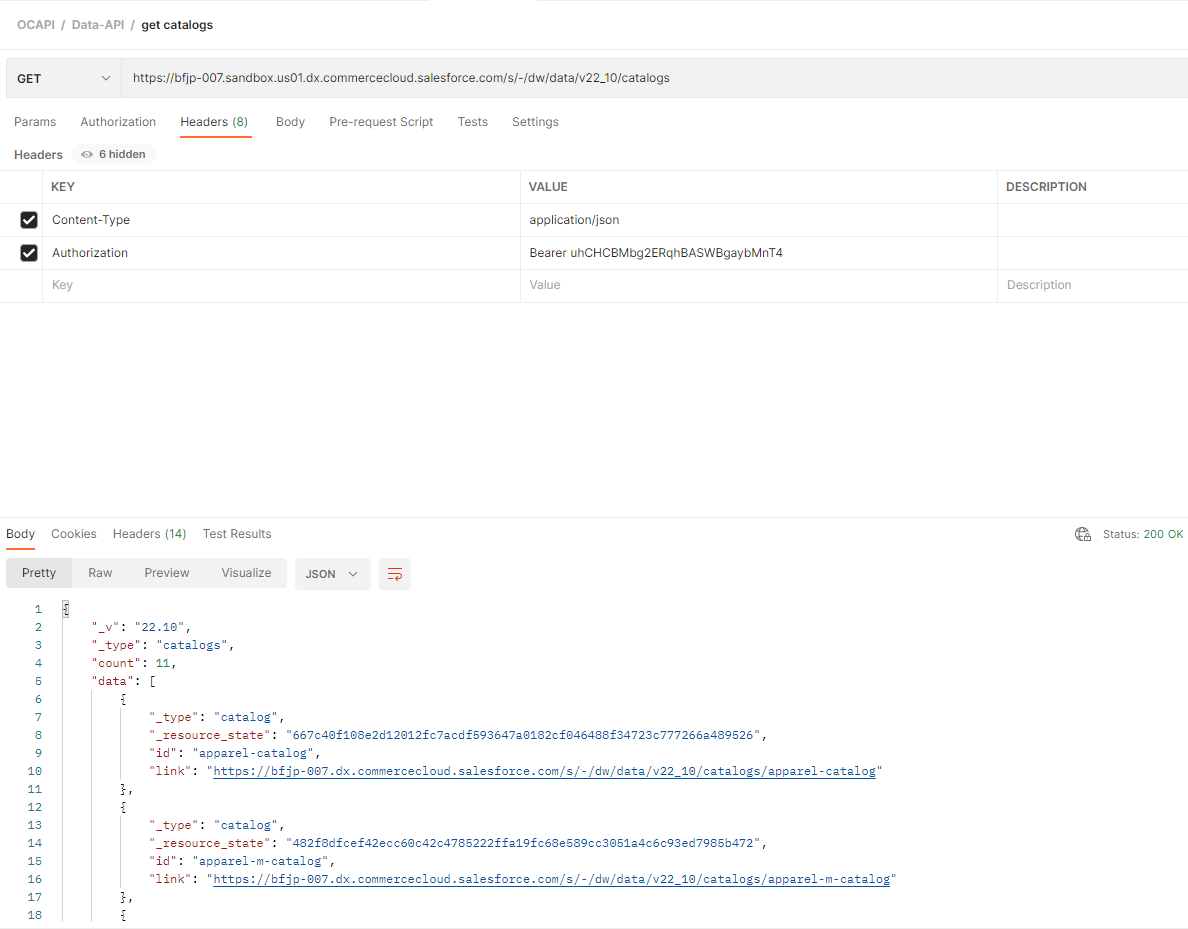 OCAPI / Data-API / get catalogs
GET https://bfjp-007.sandbox.us01.dx.commercecloud.salesforce.com/s/-/dw/data/v22_10/catalogs
Params Authorization Headers (8) Body Pre-request Script Tests Settings
Headers 6 hidden
KEY VALUE DESCRIPTION
Content-Type application/json
Authorization Bearer uhCHCBMbg2ERqhBASWBgaybMnT4
Key Value Description
Body Cookies Headers (14) Test Results Status: 200 OK
Pretty Raw Preview Visualize JSON
1 {
2 "_v": "22.10",
3 "_type": "catalogs",
4 "count": 11,
5 "data": [
6 {
7 "_type": "catalog",
8 "_resource_state": "667c40f108e2d12012fc7acdf593647a0182cf046488f34723c777266a489526",
9 "id": "apparel-catalog",
10 "link": "https://bfjp-007.dx.commercecloud.salesforce.com/s/-/dw/data/v22_10/catalogs/apparel-catalog"
11 },
12 {
13 "_type": "catalog",
14 "_resource_state": "482f8dfcef42ecc60c42c4785222ffa19fc68e589cc3051a4c6c93ed7985b472",
15 "id": "apparel-m-catalog",
16 "link": "https://bfjp-007.dx.commercecloud.salesforce.com/s/-/dw/data/v22_10/catalogs/apparel-m-catalog"
17 },
18 {